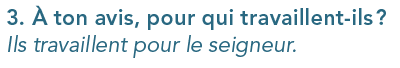 3. À ton avis, pour qui travaillent-ils ?
Ils travaillent pour le seigneur.